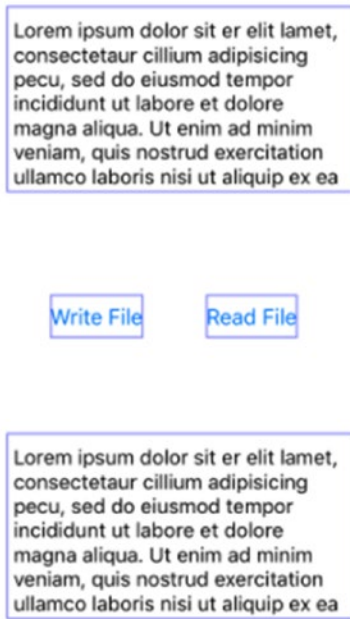 Lorem ipsum dolor sit er elit lamet,
consectetaur cillium adipisicing
pecu, sed do eiusmod tempor
incididunt ut labore et dolore
magna aliqua. Ut enim ad minim
veniam, quis nostrud exercitation
ullamco laboris nisi ut aliquip ex ea
Write File
Read File
Lorem ipsum dolor sit er elit lamet,
consectetaur cillium adipisicing
pecu, sed do eiusmod tempor
incididunt ut labore et dolore
magna aliqua. Ut enim ad minim
veniam, quis nostrud exercitation
ullamco laboris nisi ut aliquip ex ea